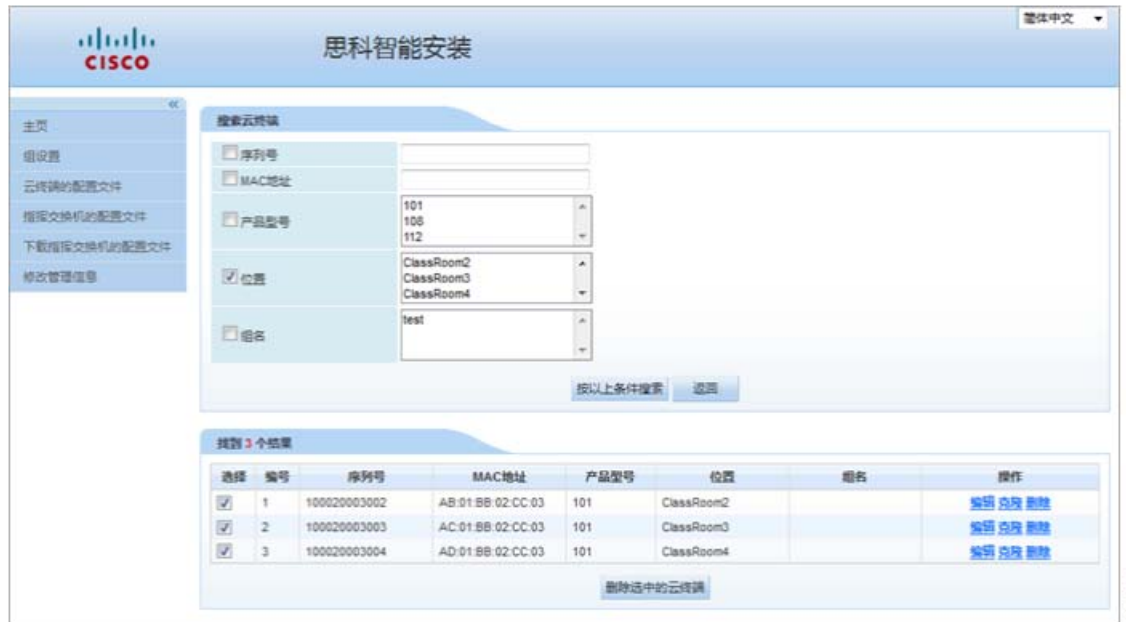 简体中文
CISCO
思科智能安装
«
主页
组设置
云终端的配置文件
指挥交换机的配置文件
下载指挥交换机的配置文件
修改管理信息
搜索云终端
序列号
MAC地址
产品型号
101
108
112
位置
ClassRoom2
ClassRoom3
ClassRoom4
组名
test
按以上条件搜索 返回
找到 3 个结果
选择 编号 序列号 MAC地址 产品型号 位置 组名 操作
1 100020003002 AB:01:BB:02:CC:03 101 ClassRoom2 编辑 克隆 删除
2 100020003003 AC:01:BB:02:CC:03 101 ClassRoom3 编辑 克隆 删除
3 100020003004 AD:01:BB:02:CC:03 101 ClassRoom4 编辑 克隆 删除
删除选中的云终端